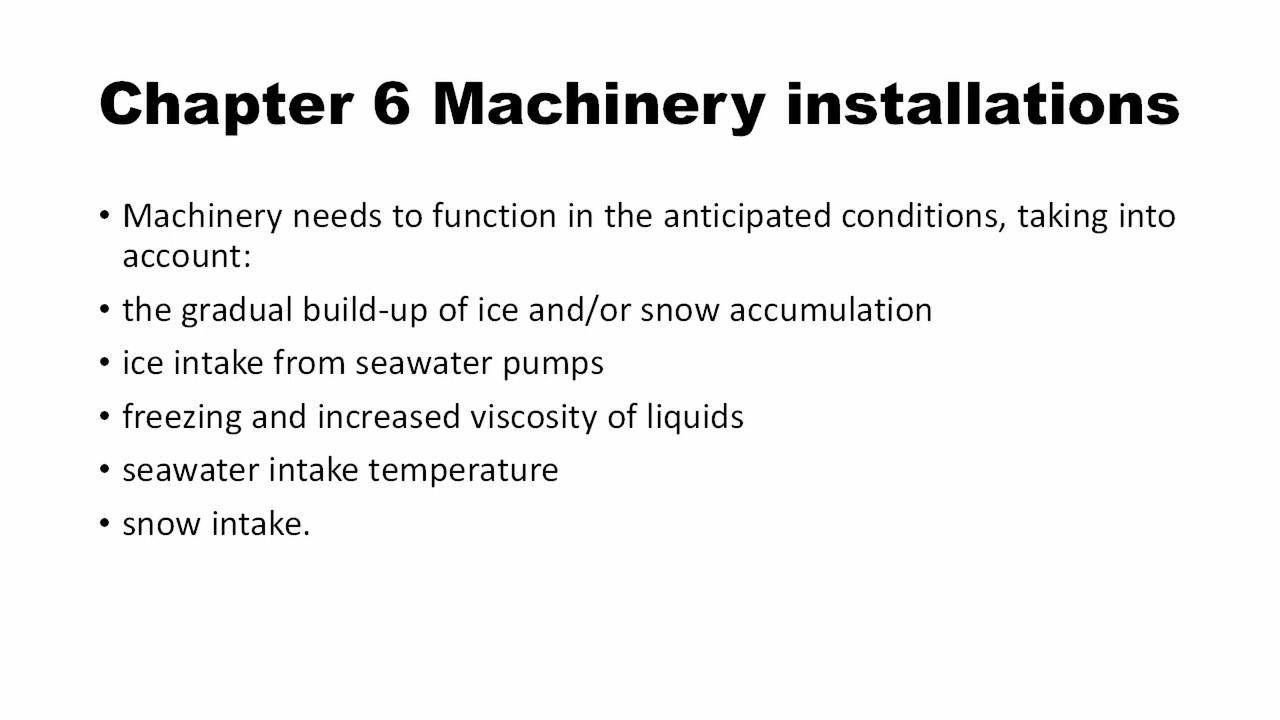 Chapter 6 Machinery installations
• Machinery needs to function in the anticipated conditions, taking into
account:
• the gradual build-up of ice and/or snow accumulation
• ice intake from seawater pumps
• freezing and increased viscosity of liquids
• seawater intake temperature
• snow intake.